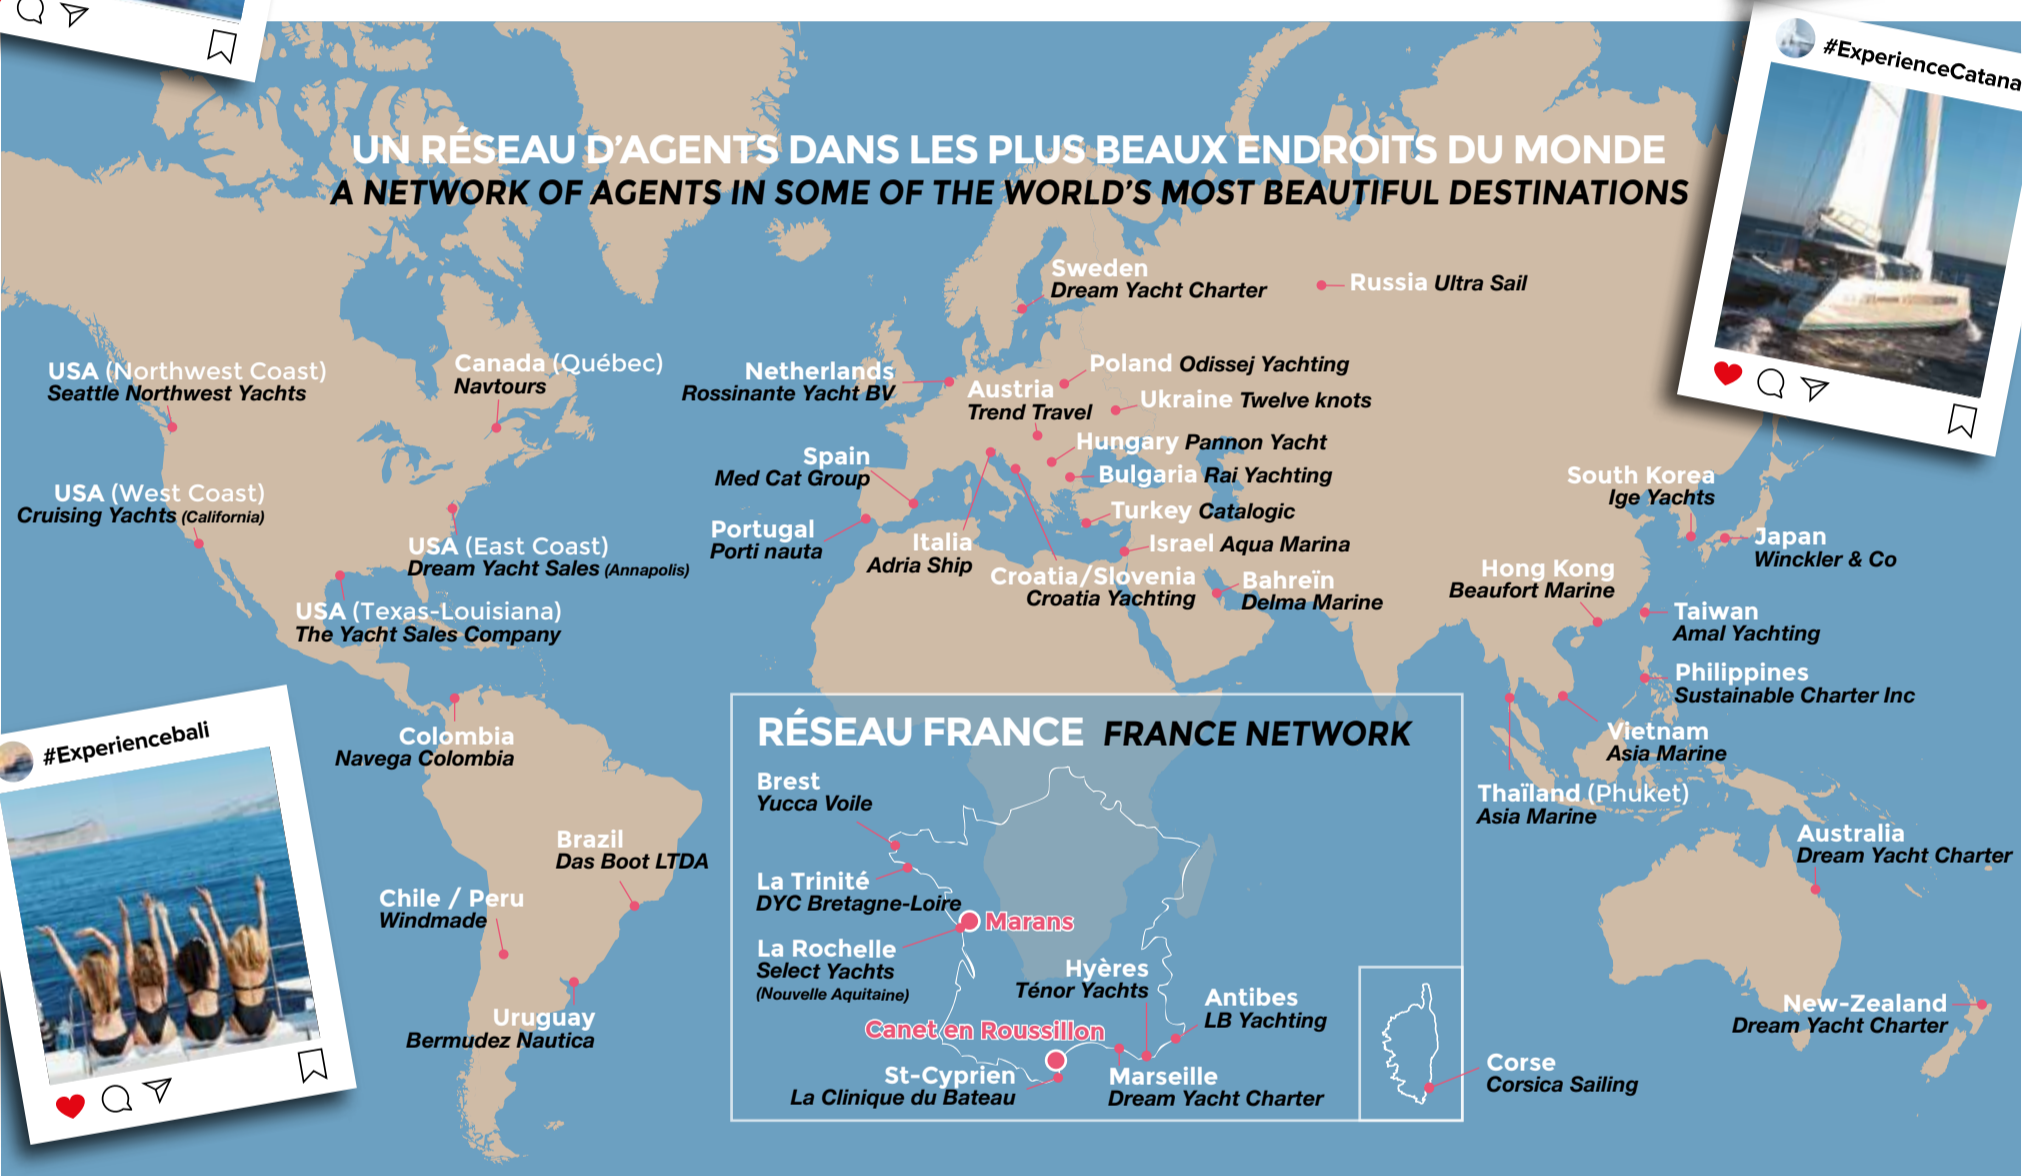 #ExperienceCatana
UN RÉSEAU D'AGENTS DANS LES PLUS BEAUX ENDROITS DU MONDE
A NETWORK OF AGENTS IN SOME OF THE WORLD'S MOST BEAUTIFUL DESTINATIONS
Sweden
Dream Yacht Charter
Russia Ultra Sail
USA (Northwest Coast)
Seattle Northwest Yachts
Canada (Québec)
Navtours
Netherlands
Rossinante Yacht BV
Poland Odissej Yachting
Austria
Trend Travel
Ukraine Twelve knots
Hungary Pannon Yacht
Spain
Med Cat Group
Bulgaria Rai Yachting
South Korea
Ige Yachts
USA (West Coast)
Cruising Yachts (California)
Turkey Catalogic
Portugal
Porti nauta
Italia
Adria Ship
Israel Aqua Marina
Japan
Winckler & Co
USA (East Coast)
Dream Yacht Sales (Annapolis)
Croatia/Slovenia
Croatia Yachting
Bahreïn
Delma Marine
Hong Kong
Beaufort Marine
USA (Texas-Louisiana)
The Yacht Sales Company
Taiwan
Amal Yachting
Philippines
Sustainable Charter Inc
Vietnam
Asia Marine
Colombia
Navega Colombia
#Experiencebali
RÉSEAU FRANCE FRANCE NETWORK
Brest
Yucca Voile
Thaïland (Phuket)
Asia Marine
Australia
Dream Yacht Charter
Brazil
Das Boot LTDA
La Trinité
DYC Bretagne-Loire
Chile / Peru
Windmade
Marans
La Rochelle
Select Yachts
(Nouvelle Aquitaine)
Hyères
Ténor Yachts
Antibes
LB Yachting
New-Zealand
Dream Yacht Charter
Uruguay
Bermudez Nautica
Canet en Roussillon
St-Cyprien
La Clinique du Bateau
Marseille
Dream Yacht Charter
Corse
Corsica Sailing